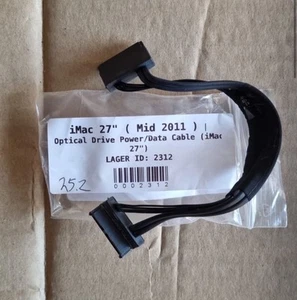 iMac 27" ( Mid 2011 ) |
Optical Drive Power/Data Cable (iMac
27")
LAGER ID: 2312
25.2
0002312